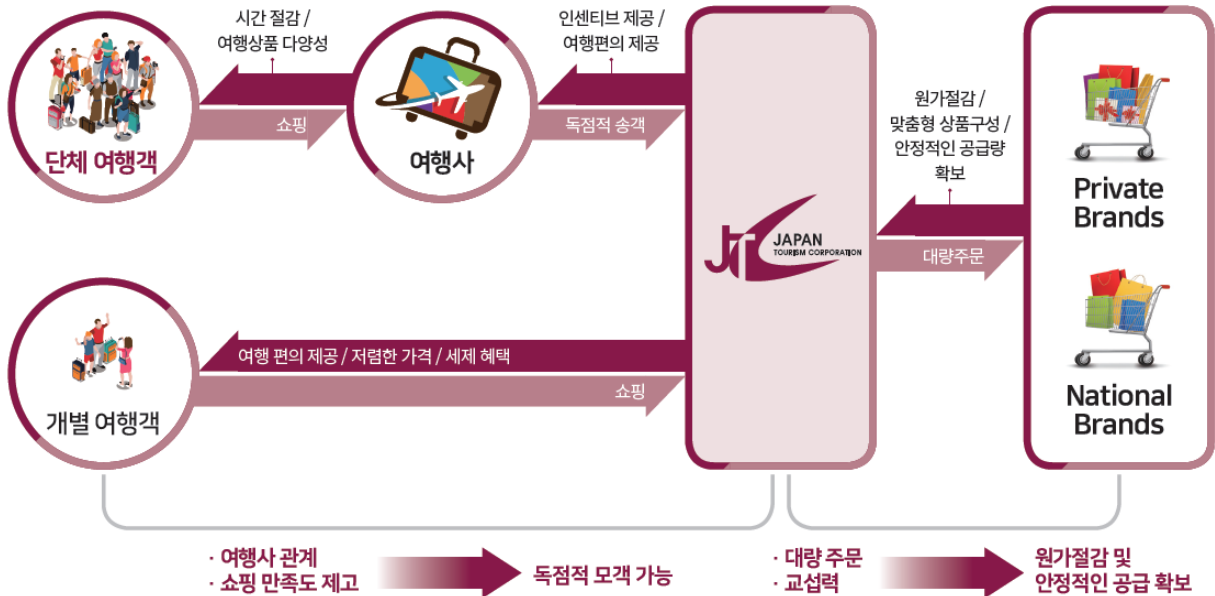 시간 절감 /
여행상품 다양성
쇼핑
단체 여행객
여행사
인센티브 제공 /
여행편의 제공
독점적 송객
JTC
JAPAN
TOURISM CORPORATION
원가절감 /
맞춤형 상품구성 /
안정적인 공급량
확보
대량주문
Private
Brands
National
Brands
여행 편의 제공 / 저렴한 가격 / 세제 혜택
쇼핑
개별 여행객
· 여행사 관계
· 쇼핑 만족도 제고
독점적 모객 가능
· 대량 주문
· 교섭력
원가절감 및
안정적인 공급 확보